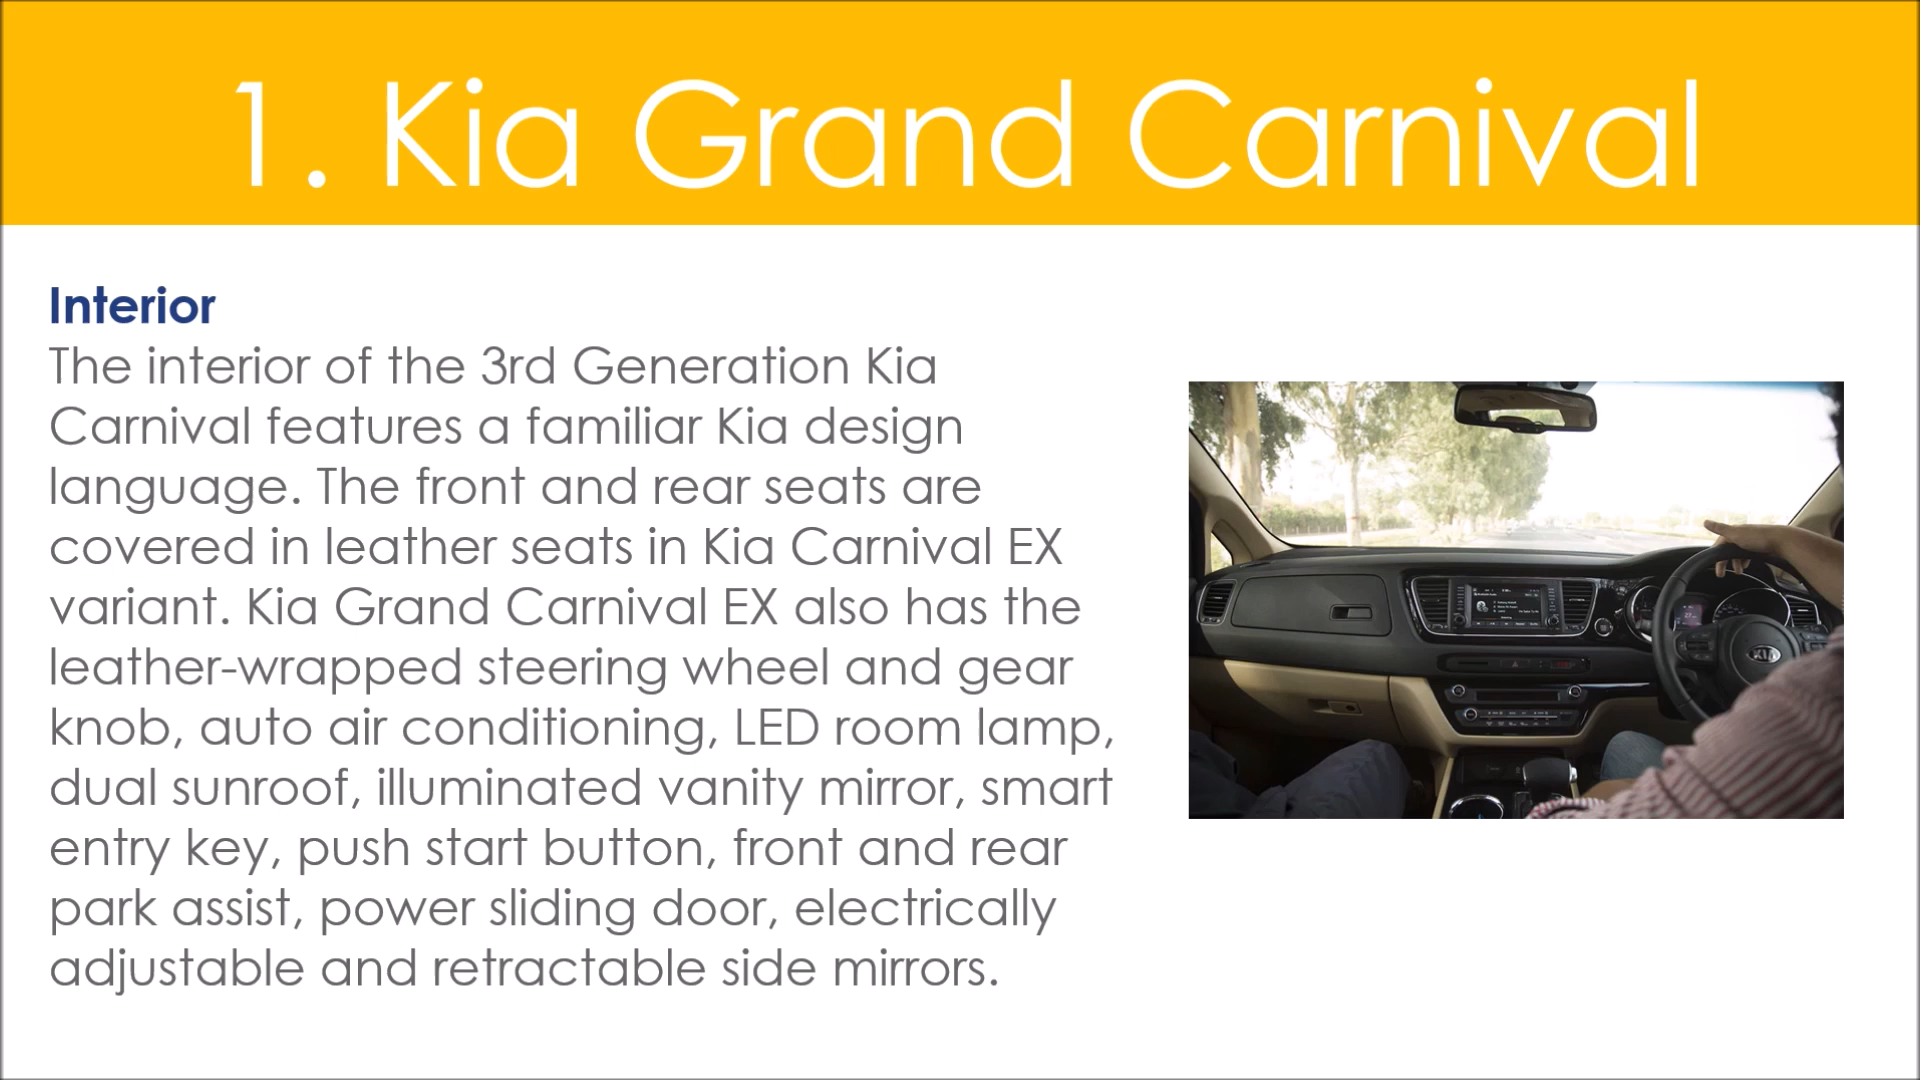 1. Kia Grand Carnival
Interior
The interior of the 3rd Generation Kia
Carnival features a familiar Kia design
language. The front and rear seats are
covered in leather seats in Kia Carnival EX
variant. Kia Grand Carnival EX also has the
leather-wrapped steering wheel and gear
knob, auto air conditioning, LED room lamp,
dual sunroof, illuminated vanity mirror, smart
entry key, push start button, front and rear
park assist, power sliding door, electrically
adjustable and retractable side mirrors.
KIA